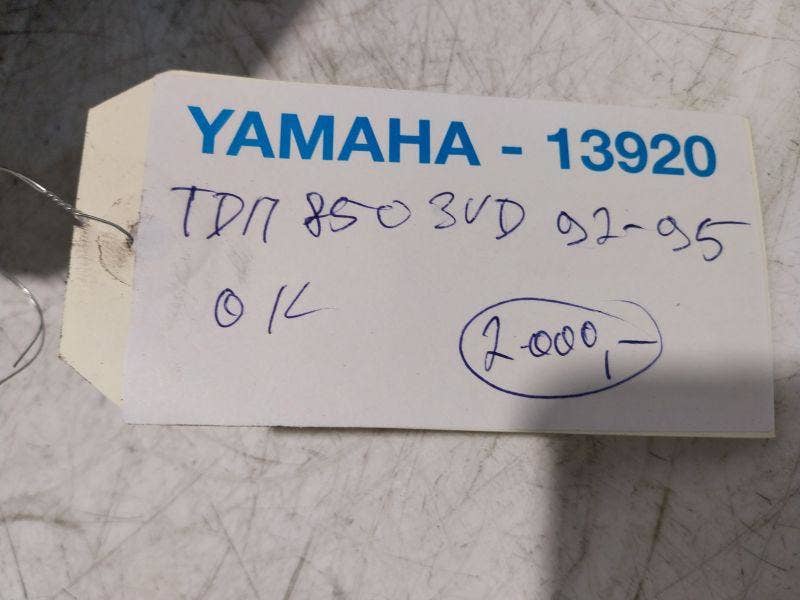 YAMAHA - 13920
TDM 850 3VD 92-95
OK
2.000,-